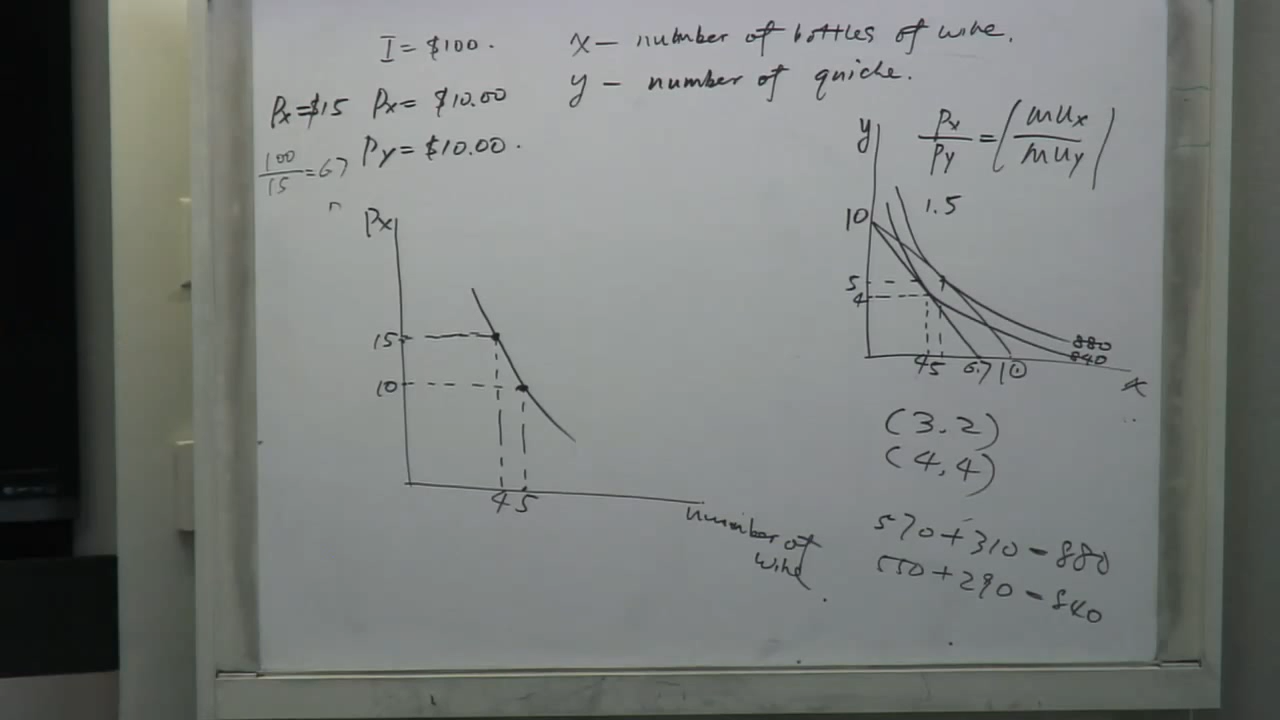 I = $100.
x — number of bottles of wine.
y — number of quiche.
Px = $15 Px = $10.00
Py = $10.00.
100/15 = 67
Px
15
10
4 5
number of
wine
y
Px/Py = (MUx/MUy)
1.5
10
5
4
880
840
4 5 6.7 10
x
(3.2)
(4,4)
570 + 310 - 880
550 + 290 - 840